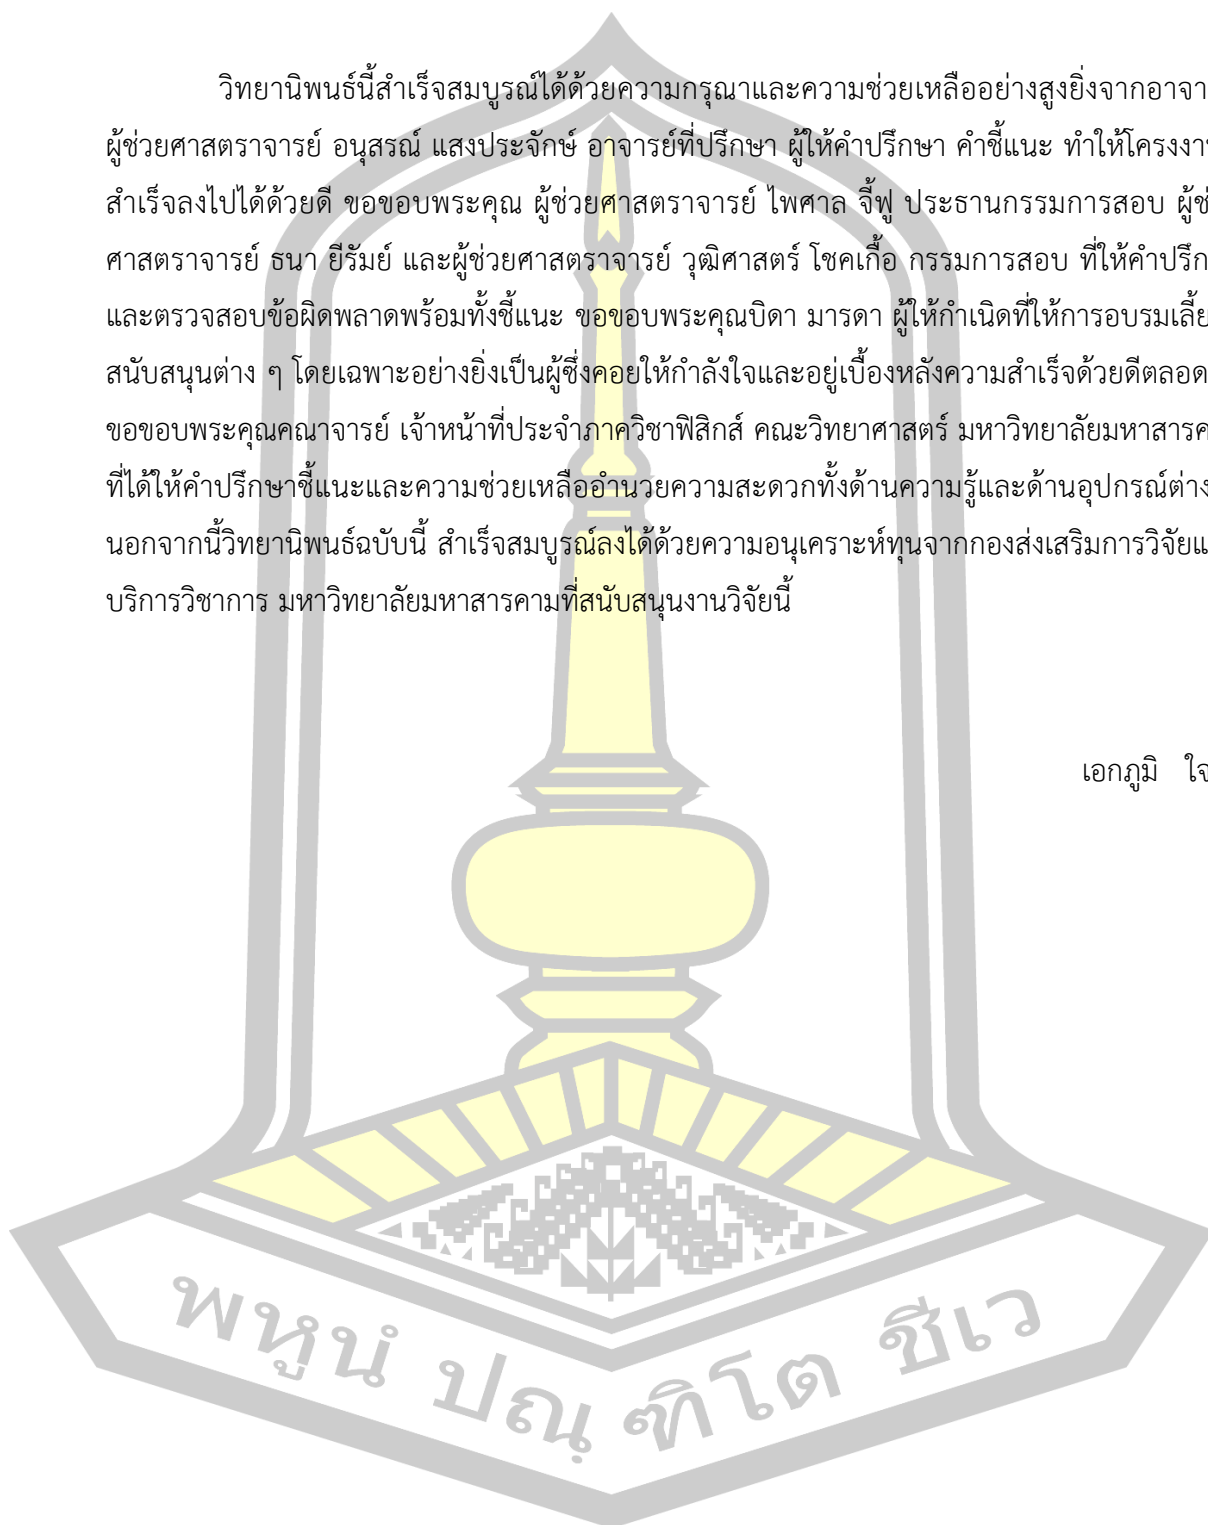 วิทยานิพนธ์นี้สำเร็จสมบูรณ์ได้ด้วยความกรุณาและความช่วยเหลืออย่างสูงยิ่งจากอาจา
ผู้ช่วยศาสตราจารย์ อนุสรณ์ แสงประจักษ์ อาจารย์ที่ปรึกษา ผู้ให้คำปรึกษา คำชี้แนะ ทำให้โครงงา
สำเร็จลงไปได้ด้วยดี ขอขอบพระคุณ ผู้ช่วยศาสตราจารย์ ไพศาล จี้ฟู ประธานกรรมการสอบ ผู้ช่
ศาสตราจารย์ ธนา ยีรัมย์ และผู้ช่วยศาสตราจารย์ วุฒิศาสตร์ โชคเกื้อ กรรมการสอบ ที่ให้คำปรึก
และตรวจสอบข้อผิดพลาดพร้อมทั้งชี้แนะ ขอขอบพระคุณบิดา มารดา ผู้ให้กำเนิดที่ให้การอบรมเลี้ย
สนับสนุนต่าง ๆ โดยเฉพาะอย่างยิ่งเป็นผู้ซึ่งคอยให้กำลังใจและอยู่เบื้องหลังความสำเร็จด้วยดีตลอด
ขอขอบพระคุณคณาจารย์ เจ้าหน้าที่ประจำภาควิชาฟิสิกส์ คณะวิทยาศาสตร์ มหาวิทยาลัยมหาสารค
ที่ได้ให้คำปรึกษาชี้แนะและความช่วยเหลืออำนวยความสะดวกทั้งด้านความรู้และด้านอุปกรณ์ต่าง
นอกจากนี้วิทยานิพนธ์ฉบับนี้ สำเร็จสมบูรณ์ลงได้ด้วยความอนุเคราะห์ทุนจากกองส่งเสริมการวิจัยแ
บริการวิชาการ มหาวิทยาลัยมหาสารคามที่สนับสนุนงานวิจัยนี้
เอกภูมิ ใจ
พหูนํ ปณฺฑิโต ชีเว